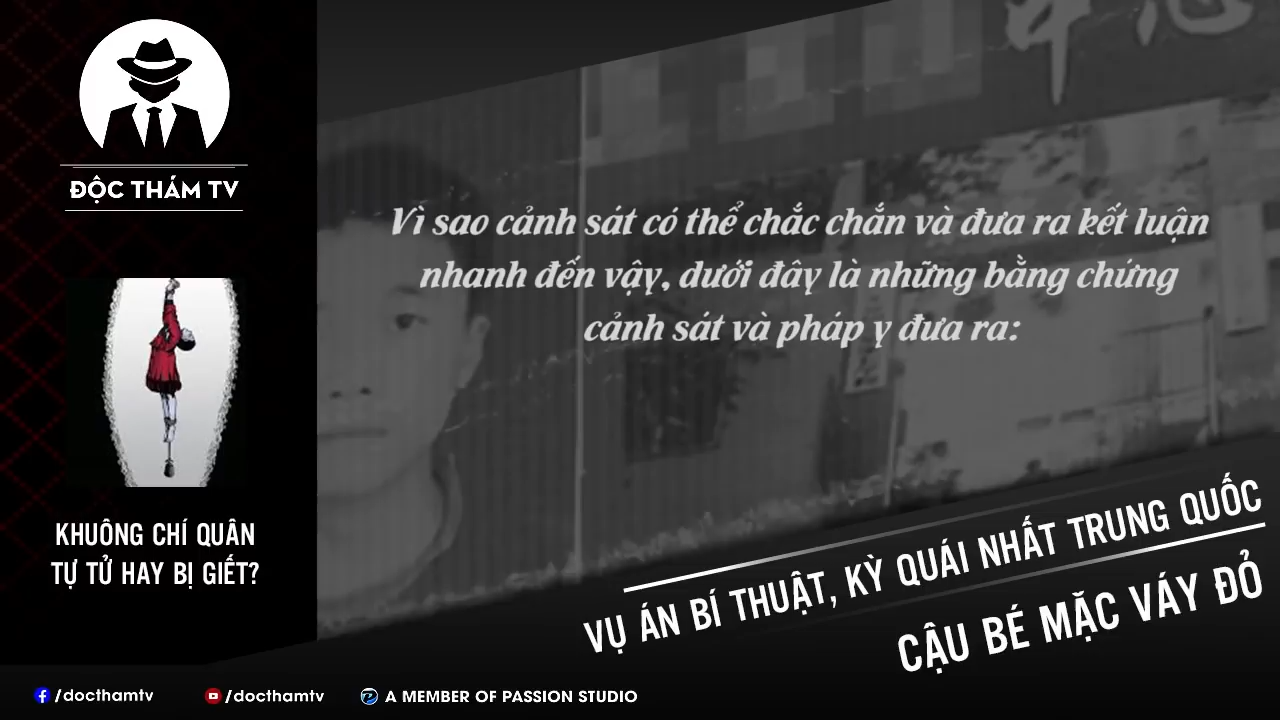 ĐỘC THÁM TV
KHUÔNG CHÍ QUÂN
TỰ TỬ HAY BỊ GIẾT?
Vì sao cảnh sát có thể chắc chắn và đưa ra kết luận
nhanh đến vậy, dưới đây là những bằng chứng
cảnh sát và pháp y đưa ra:
VỤ ÁN BÍ THUẬT, KỲ QUÁI NHẤT TRUNG QUỐC
CẬU BÉ MẶC VÁY ĐỎ
/docthamtv
/docthamtv
A MEMBER OF PASSION STUDIO